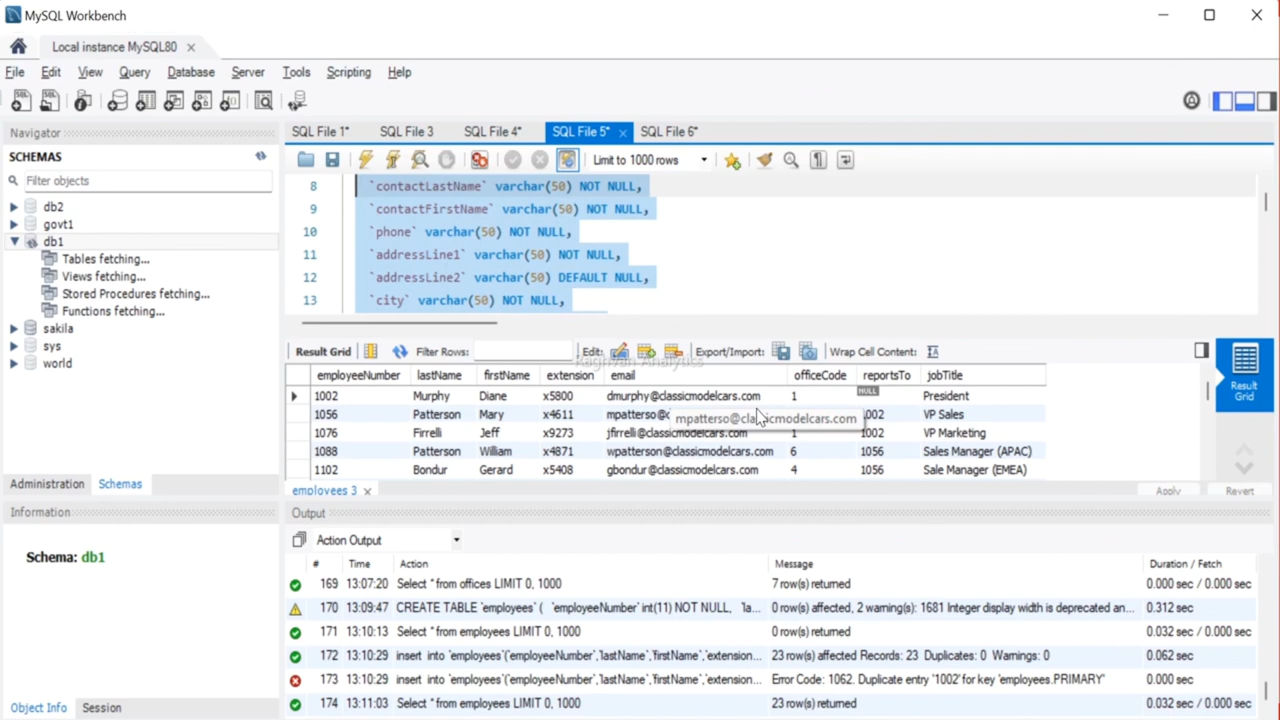 MySQL Workbench
Local instance MySQL80
File Edit View Query Database Server Tools Scripting Help
Navigator
SCHEMAS
Filter objects
db2
govt1
db1
Tables fetching...
Views fetching...
Stored Procedures fetching...
Functions fetching...
sakila
sys
world
Administration Schemas
Information
Schema: db1
Object Info Session
SQL File 1* SQL File 3 SQL File 4* SQL File 5* SQL File 6*
Limit to 1000 rows
8 `contactLastName` varchar(50) NOT NULL,
9 `contactFirstName` varchar(50) NOT NULL,
10 `phone` varchar(50) NOT NULL,
11 `addressLine1` varchar(50) NOT NULL,
12 `addressLine2` varchar(50) DEFAULT NULL,
13 `city` varchar(50) NOT NULL,
Result Grid Filter Rows: Edit: Export/Import: Wrap Cell Content:
Raghvan Analytics
employeeNumber lastName firstName extension email officeCode reportsTo jobTitle
1002 Murphy Diane x5800 dmurphy@classicmodelcars.com 1 NULL President
1056 Patterson Mary x4611 mpatterso@c 1002 VP Sales
mpatterso@classicmodelcars.com
1076 Firrelli Jeff x9273 jfirrelli@classicmodelcars.com 1 1002 VP Marketing
1088 Patterson William x4871 wpatterson@classicmodelcars.com 6 1056 Sales Manager (APAC)
1102 Bondur Gerard x5408 gbondur@classicmodelcars.com 4 1056 Sale Manager (EMEA)
Result Grid
employees 3 Apply Revert
Output
Action Output
# Time Action Message Duration / Fetch
169 13:07:20 Select * from offices LIMIT 0, 1000 7 row(s) returned 0.000 sec / 0.000 sec
170 13:09:47 CREATE TABLE `employees` ( `employeeNumber` int(11) NOT NULL, `la... 0 row(s) affected, 2 warning(s): 1681 Integer display width is deprecated an... 0.312 sec
171 13:10:13 Select * from employees LIMIT 0, 1000 0 row(s) returned 0.032 sec / 0.000 sec
172 13:10:29 insert into `employees`(`employeeNumber`,`lastName`,`firstName`,`extension... 23 row(s) affected Records: 23 Duplicates: 0 Warnings: 0 0.062 sec
173 13:10:29 insert into `employees`(`employeeNumber`,`lastName`,`firstName`,`extension... Error Code: 1062. Duplicate entry '1002' for key 'employees.PRIMARY' 0.000 sec
174 13:11:03 Select * from employees LIMIT 0, 1000 23 row(s) returned 0.032 sec / 0.000 sec